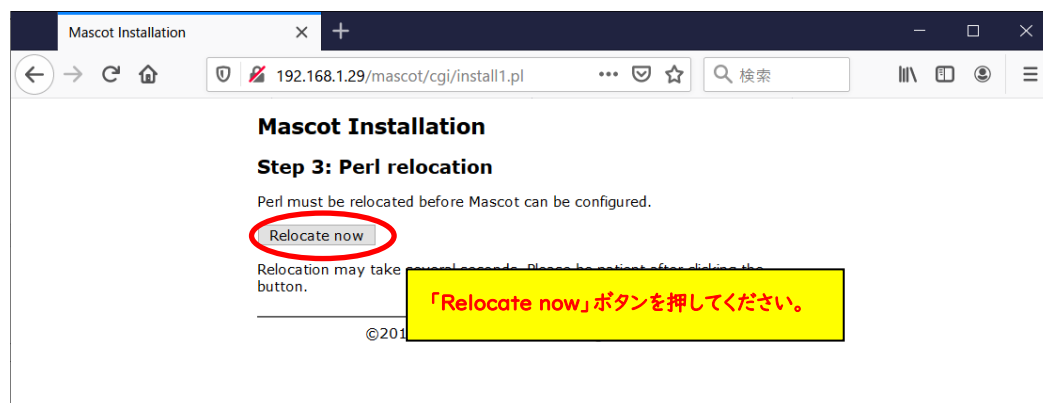 Mascot Installation
192.168.1.29/mascot/cgi/install1.pl
検索
Mascot Installation
Step 3: Perl relocation
Perl must be relocated before Mascot can be configured.
Relocate now
Relocation may take
button.
「Relocate now」ボタンを押してください。
©201